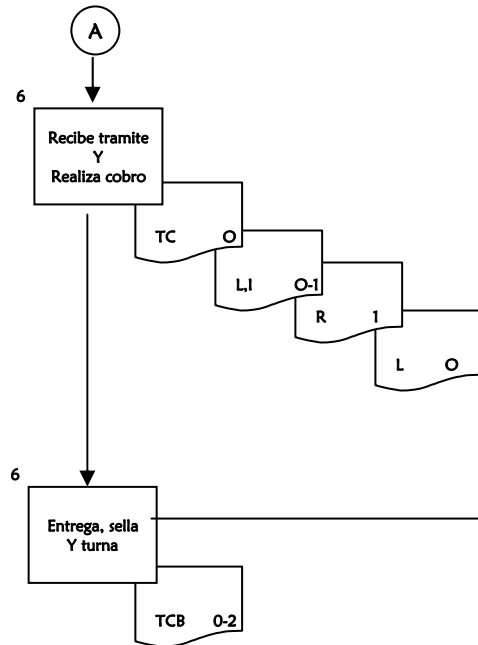 A
6
Recibe tramite
Y
Realiza cobro
TC O
L,I O-1
R 1
L O
6
Entrega, sella
Y turna
TCB 0-2